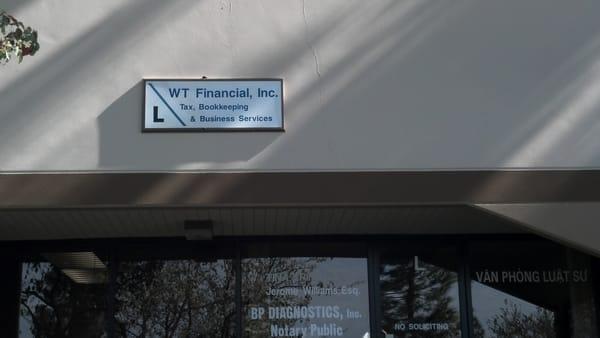 WT Financial, Inc.
Tax, Bookkeeping
L
& Business Services
Jerome Williams Esq.
BP DIAGNOSTICS, Inc.
Notary Public
L
NO SOLICITING
VĂN PHÒNG LUẬT SƯ